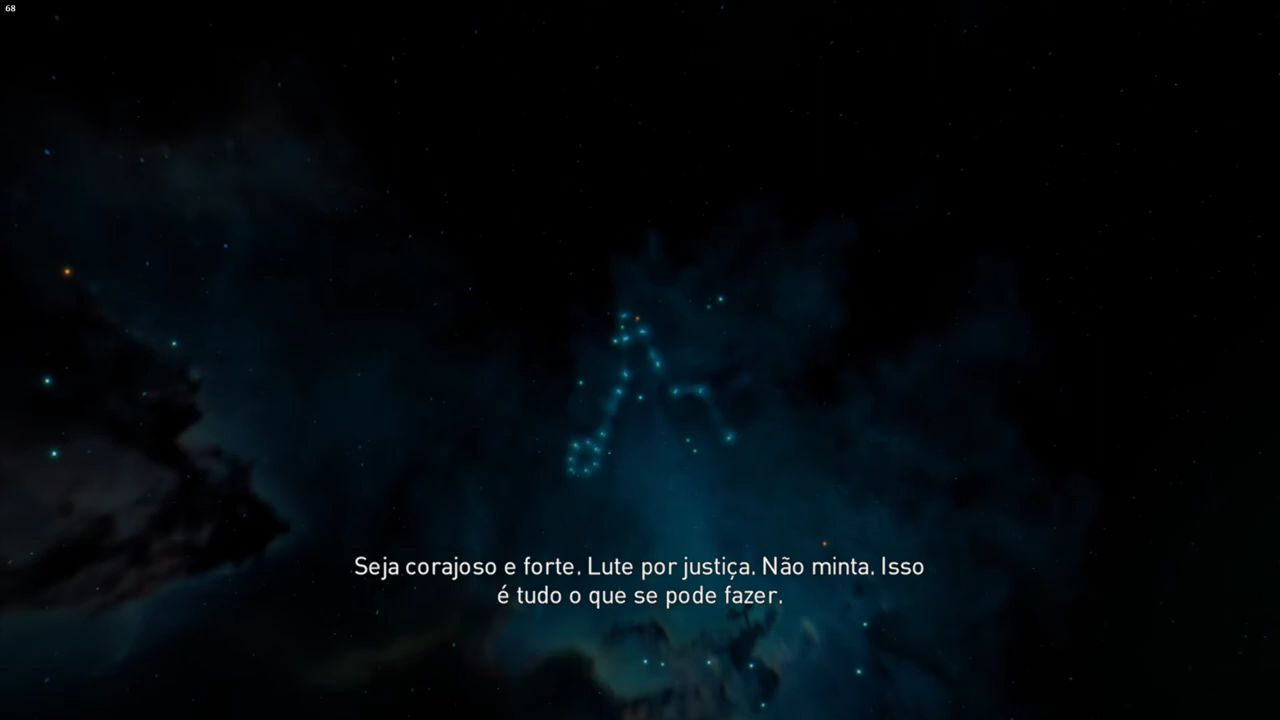 68
Seja corajoso e forte. Lute por justiça. Não minta. Isso
é tudo o que se pode fazer.